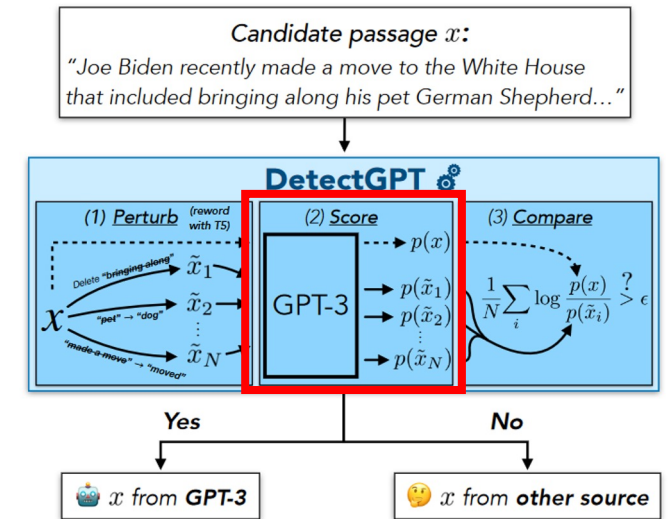 Candidate passage x:
“Joe Biden recently made a move to the White House
that included bringing along his pet German Shepherd…”
DetectGPT
(1) Perturb (reword with T5)
Delete “bringing along”
“pet” → “dog”
“made a move” → “moved”
x
x̃₁
x̃₂
⋮
x̃N
(2) Score
GPT-3
p(x)
p(x̃₁)
p(x̃₂)
⋮
p(x̃N)
(3) Compare
1/N ∑i log p(x)/p(x̃i) >? ϵ
Yes
No
🤖 x from GPT-3
🤔 x from other source